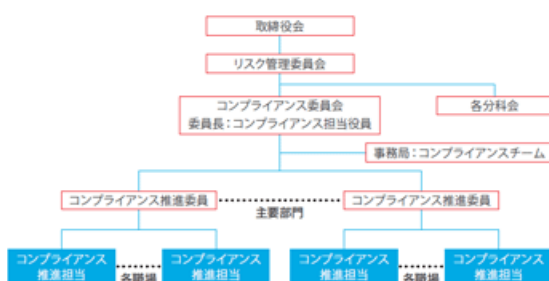 取締役会
リスク管理委員会
コンプライアンス委員会
委員長：コンプライアンス担当役員
各分科会
事務局：コンプライアンスチーム
コンプライアンス推進委員
主要部門
コンプライアンス推進委員
コンプライアンス
推進担当
各職場
コンプライアンス
推進担当
コンプライアンス
推進担当
各職場
コンプライアンス
推進担当